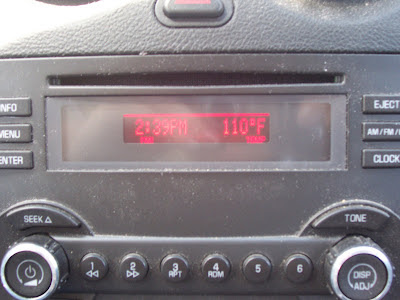 INFO
EJECT
2:39PM 110°F
MENU
AM/FM/
ENTER
CLOCK
SEEK △
TONE
1 2 3 4 5 6
RPT RDM
DISP
ADJ